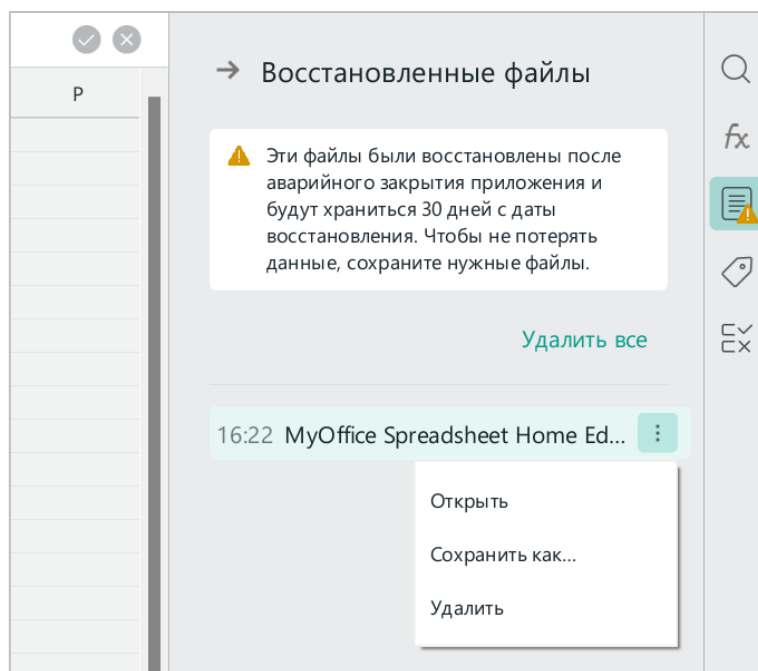 P
Восстановленные файлы
Эти файлы были восстановлены после
аварийного закрытия приложения и
будут храниться 30 дней с даты
восстановления. Чтобы не потерять
данные, сохраните нужные файлы.
Удалить все
16:22 MyOffice Spreadsheet Home Ed...
Открыть
Сохранить как...
Удалить
fx